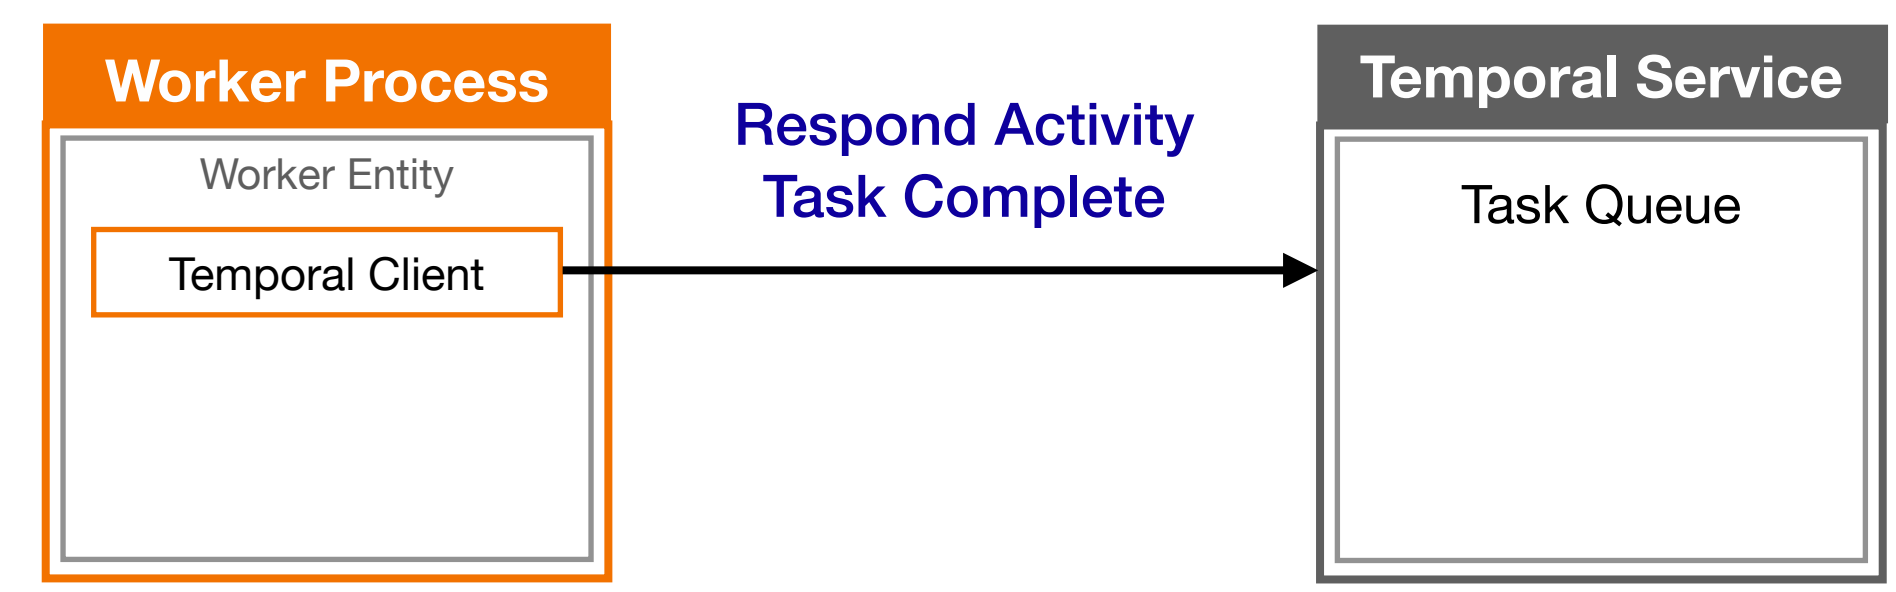 Worker Process
Worker Entity
Temporal Client
Respond Activity
Task Complete
Temporal Service
Task Queue